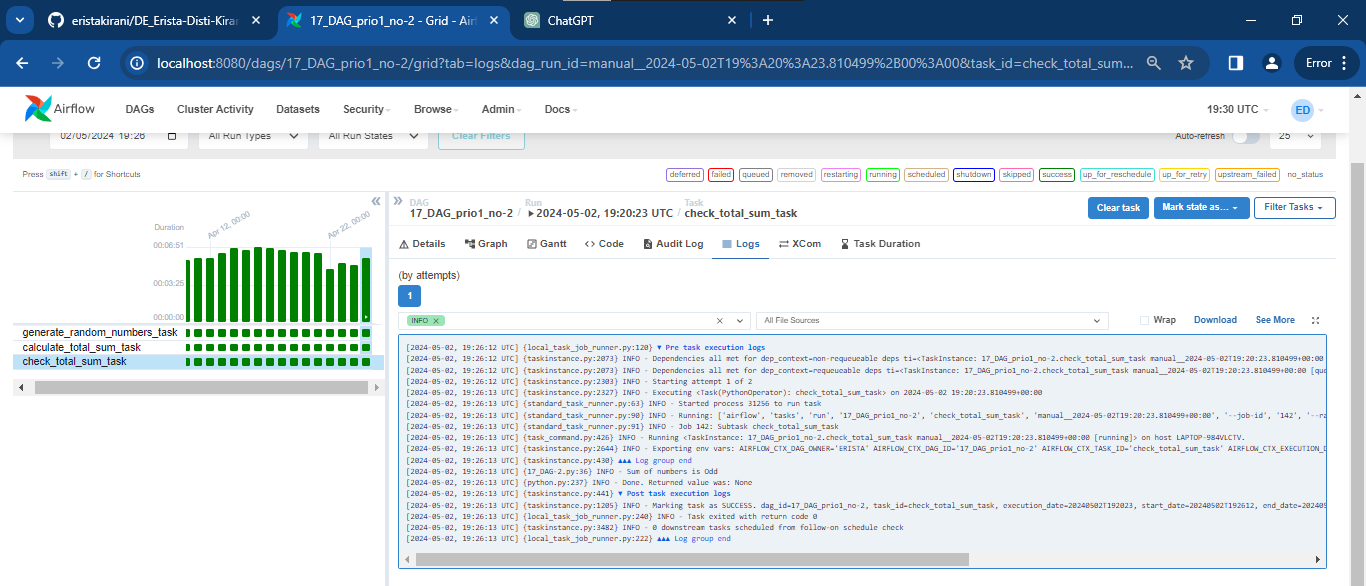 eristakirani/DE_Erista-Disti-Kiran
17_DAG_prio1_no-2 - Grid - Airf
ChatGPT
localhost:8080/dags/17_DAG_prio1_no-2/grid?tab=logs&dag_run_id=manual__2024-05-02T19%3A20%3A23.810499%2B00%3A00&task_id=check_total_sum_task...
Error
Airflow DAGs Cluster Activity Datasets Security Browse Admin Docs 19:30 UTC ED
02/05/2024 19:26 All Run Types All Run States Clear Filters Auto-refresh 25
Press shift + / for Shortcuts
deferred failed queued removed restarting running scheduled shutdown skipped success up_for_reschedule up_for_retry upstream_failed no_status
DAG Run Task
17_DAG_prio1_no-2 / 2024-05-02, 19:20:23 UTC / check_total_sum_task
Clear task Mark state as... Filter Tasks
Duration Apr 12, 00:00 Apr 22, 00:00
00:06:51
00:03:25
00:00:00
generate_random_numbers_task
calculate_total_sum_task
check_total_sum_task
Details Graph Gantt Code Audit Log Logs XCom Task Duration
(by attempts)
1
INFO All File Sources Wrap Download See More
[2024-05-02, 19:26:12 UTC] {local_task_job_runner.py:120} ▼ Pre task execution logs
[2024-05-02, 19:26:12 UTC] {taskinstance.py:2073} INFO - Dependencies all met for dep_context=non-requeueable deps ti=<TaskInstance: 17_DAG_prio1_no-2.check_total_sum_task manual__2024-05-02T19:20:23.810499+00:00
[2024-05-02, 19:26:12 UTC] {taskinstance.py:2073} INFO - Dependencies all met for dep_context=requeueable deps ti=<TaskInstance: 17_DAG_prio1_no-2.check_total_sum_task manual__2024-05-02T19:20:23.810499+00:00 [que
[2024-05-02, 19:26:12 UTC] {taskinstance.py:2303} INFO - Starting attempt 1 of 2
[2024-05-02, 19:26:12 UTC] {taskinstance.py:2327} INFO - Executing <Task(PythonOperator): check_total_sum_task> on 2024-05-02 19:20:23.810499+00:00
[2024-05-02, 19:26:12 UTC] {standard_task_runner.py:63} INFO - Started process 31256 to run task
[2024-05-02, 19:26:12 UTC] {standard_task_runner.py:90} INFO - Running: ['airflow', 'tasks', 'run', '17_DAG_prio1_no-2', 'check_total_sum_task', 'manual__2024-05-02T19:20:23.810499+00:00', '--job-id', '142', '--ra
[2024-05-02, 19:26:12 UTC] {standard_task_runner.py:91} INFO - Job 142: Subtask check_total_sum_task
[2024-05-02, 19:26:13 UTC] {task_command.py:426} INFO - Running <TaskInstance: 17_DAG_prio1_no-2.check_total_sum_task manual__2024-05-02T19:20:23.810499+00:00 [running]> on host LAPTOP-984VLCTV.
[2024-05-02, 19:26:13 UTC] {taskinstance.py:2644} INFO - Exporting env vars: AIRFLOW_CTX_DAG_OWNER='ERISTA' AIRFLOW_CTX_DAG_ID='17_DAG_prio1_no-2' AIRFLOW_CTX_TASK_ID='check_total_sum_task' AIRFLOW_CTX_EXECUTION_D
[2024-05-02, 19:26:13 UTC] {taskinstance.py:430} ▲▲▲ Log group end
[2024-05-02, 19:26:13 UTC] {17_DAG-2.py:36} INFO - Sum of numbers is Odd
[2024-05-02, 19:26:13 UTC] {python.py:237} INFO - Done. Returned value was: None
[2024-05-02, 19:26:13 UTC] {taskinstance.py:441} ▼ Post task execution logs
[2024-05-02, 19:26:13 UTC] {taskinstance.py:1205} INFO - Marking task as SUCCESS. dag_id=17_DAG_prio1_no-2, task_id=check_total_sum_task, execution_date=20240502T192023, start_date=20240502T192612, end_date=202405
[2024-05-02, 19:26:13 UTC] {local_task_job_runner.py:240} INFO - Task exited with return code 0
[2024-05-02, 19:26:13 UTC] {taskinstance.py:3482} INFO - 0 downstream tasks scheduled from follow-on schedule check
[2024-05-02, 19:26:13 UTC] {local_task_job_runner.py:222} ▲▲▲ Log group end